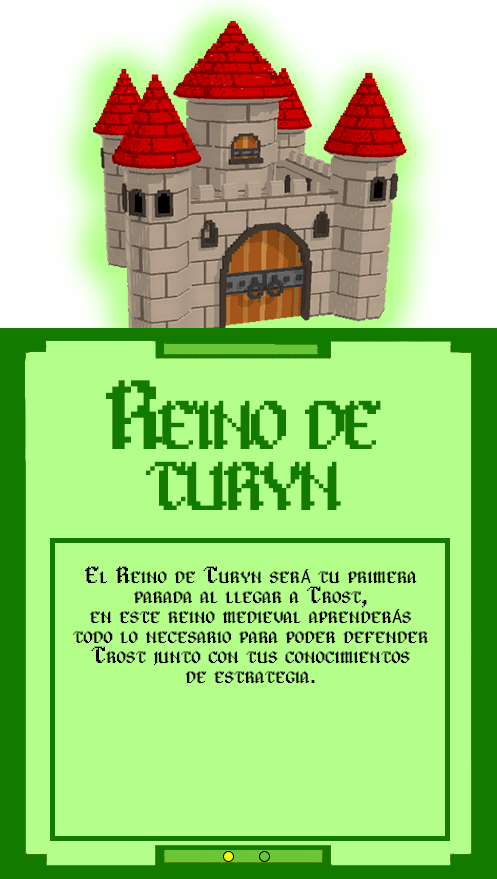 Reino de
Turyn
El Reino de Turyn será tu primera
parada al llegar a Trost,
en este reino medieval aprenderás
todo lo necesario para poder defender
Trost junto con tus conocimientos
de estrategia.